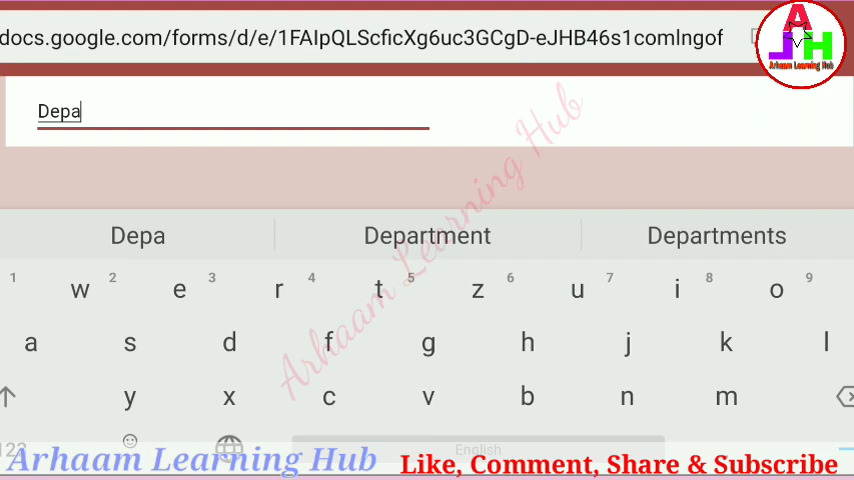 docs.google.com/forms/d/e/1FAIpQLScficXg6uc3GCgD-eJHB46s1comlngof
A
J H
Arhaam Learning Hub
Depa
Arhaam Learning Hub
Depa Department Departments
1 2 3 4 5 6 7 8 9
w e r t z u i o
a s d f g h j k l
y x c v b n m
123
English
Arhaam Learning Hub
Like, Comment, Share & Subscribe